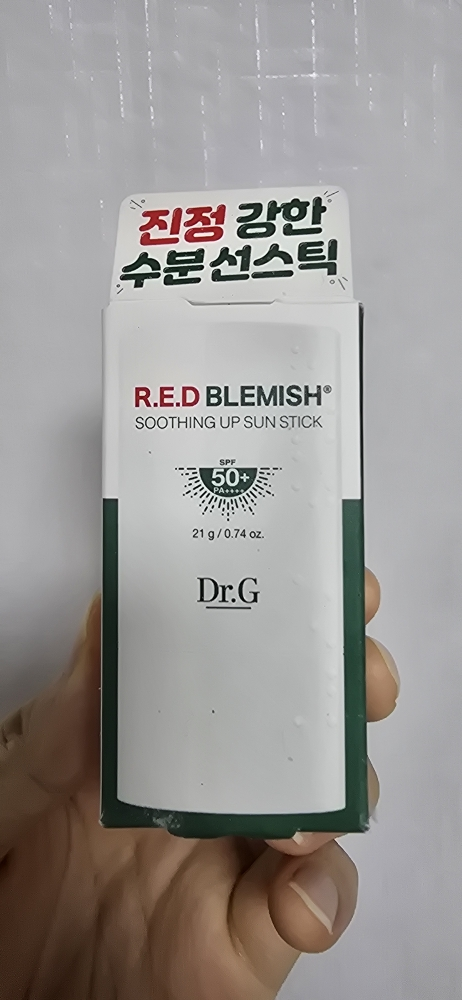 진정 강한
수분선스틱
R.E.D BLEMISH®
SOOTHING UP SUN STICK
SPF
50+
PA++++
21 g / 0.74 oz.
Dr.G